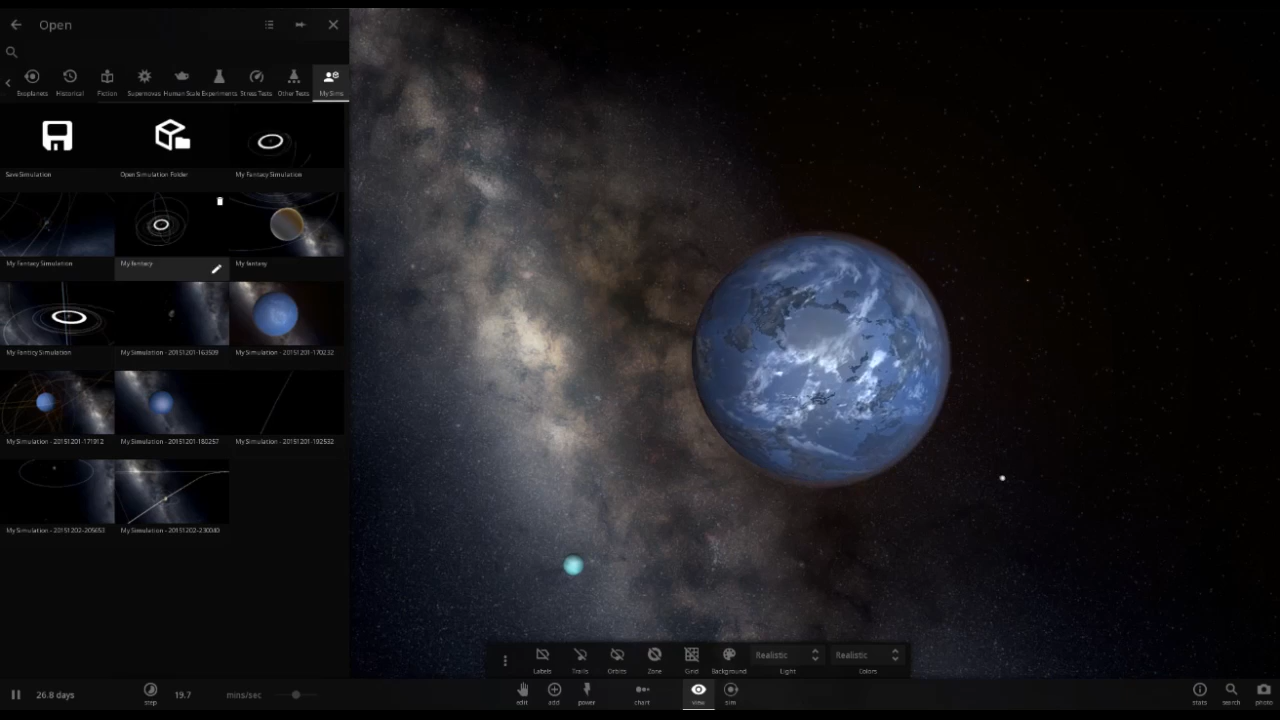 Open
Exoplanets Historical Fiction Supernovas Human Scale Experiments Stress Tests Other Tests My Sims
Save Simulation Open Simulation Folder My Fantasy Simulation
My Fantasy Simulation My fantasy My fantasy
My Simulation - 20151201-163509 My Simulation - 20151201-170232
My Simulation - 20151201-171912 My Simulation - 20151201-180257 My Simulation - 20151201-192532
My Simulation - 20151202-205653 My Simulation - 20151202-230040
Realistic Realistic
Labels Trails Orbits Zone Grid Background Light Colors
26.8 days 19.7 mins/sec
step edit add power chart view sim stats search photo